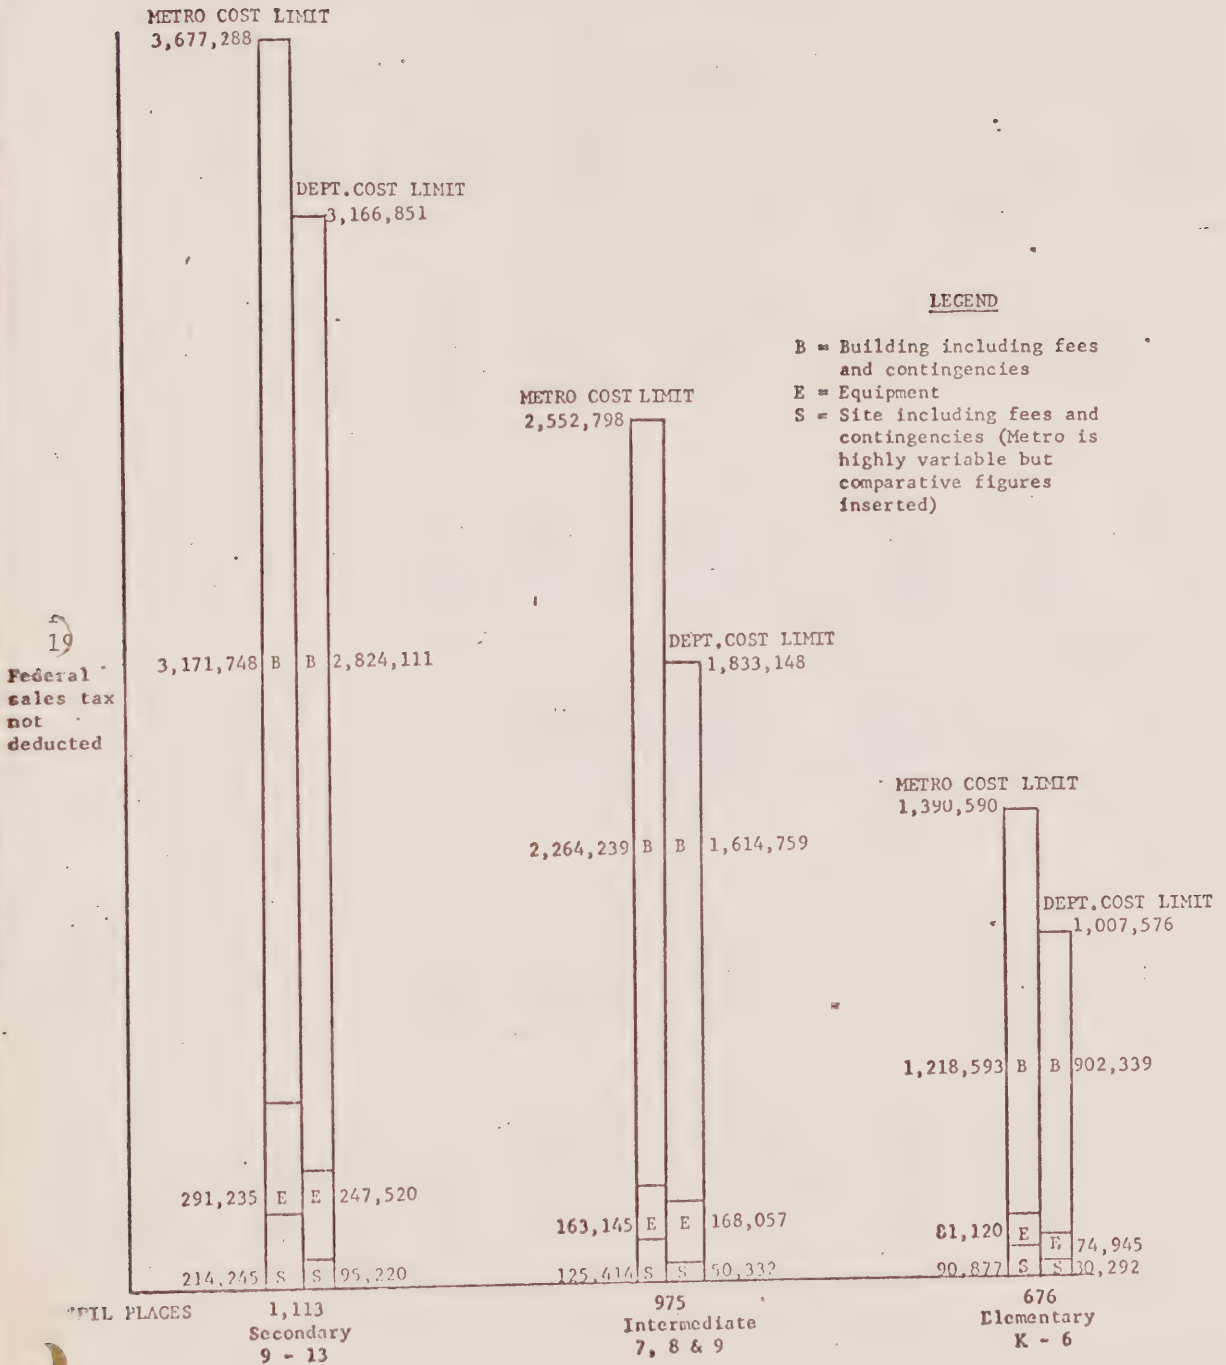 METRO COST LIMIT
3,677,288
DEPT.COST LIMIT
3,166,851
LEGEND
B = Building including fees
and contingencies
E = Equipment
S = Site including fees and
contingencies (Metro is
highly variable but
comparative figures
inserted)
METRO COST LIMIT
2,552,798
19
Federal
sales tax
not
deducted
3,171,748 B B 2,824,111
DEPT.COST LIMIT
1,833,148
METRO COST LIMIT
1,390,590
2,264,239 B B 1,614,759
DEPT.COST LIMIT
1,007,576
1,218,593 B B 902,339
291,235 E E 247,520
163,145 E E 168,057
81,120 E E 74,945
214,245 S S 95,220
125,414 S S 50,332
90,877 S S 30,292
PLACES
1,113
Secondary
9 - 13
975
Intermediate
7, 8 & 9
676
Elementary
K - 6